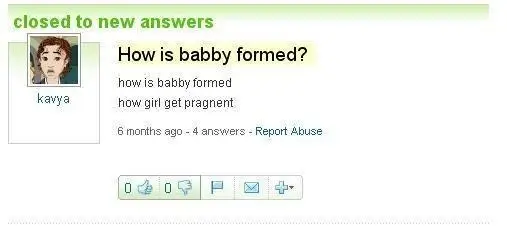 closed to new answers
How is babby formed?
kavya
how is babby formed
how girl get pragnent
6 months ago - 4 answers - Report Abuse
0 0